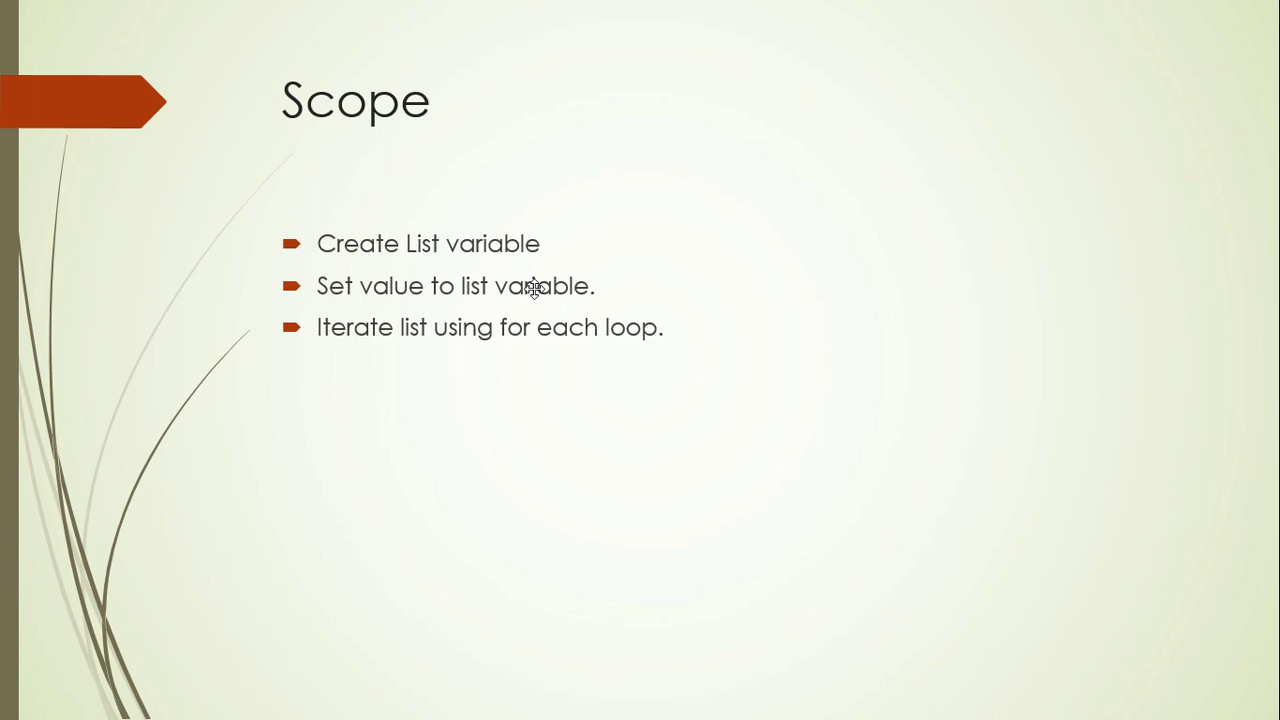 Scope
Create List variable
Set value to list variable.
Iterate list using for each loop.